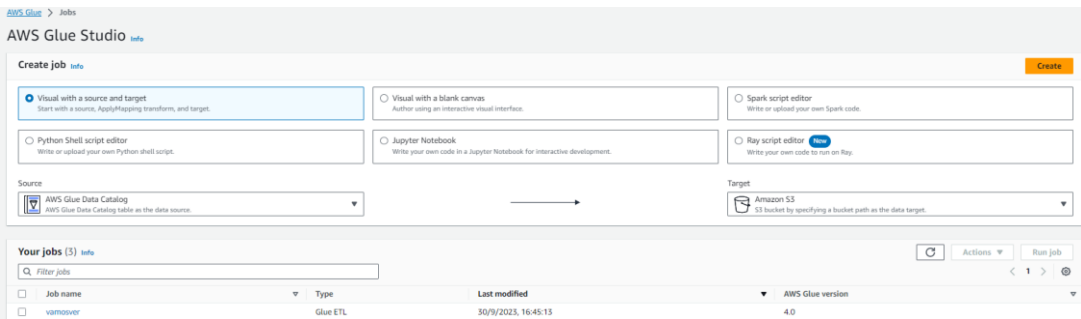 AWS Glue > Jobs
AWS Glue Studio Info
Create job Info
Create
Visual with a source and target
Start with a source, ApplyMapping transform, and target.
Visual with a blank canvas
Author using an interactive visual interface.
Spark script editor
Write or upload your own Spark code.
Python Shell script editor
Write or upload your own Python shell script.
Jupyter Notebook
Write your own code in a Jupyter Notebook for interactive development.
Ray script editor New
Write your own code to run on Ray.
Source
AWS Glue Data Catalog
AWS Glue Data Catalog table as the data source.
Target
Amazon S3
S3 bucket by specifying a bucket path as the data target.
Your jobs (3) Info
Actions
Run job
Filter jobs
< 1 >
Job name Type Last modified AWS Glue version
vamosver Glue ETL 30/9/2023, 16:45:13 4.0